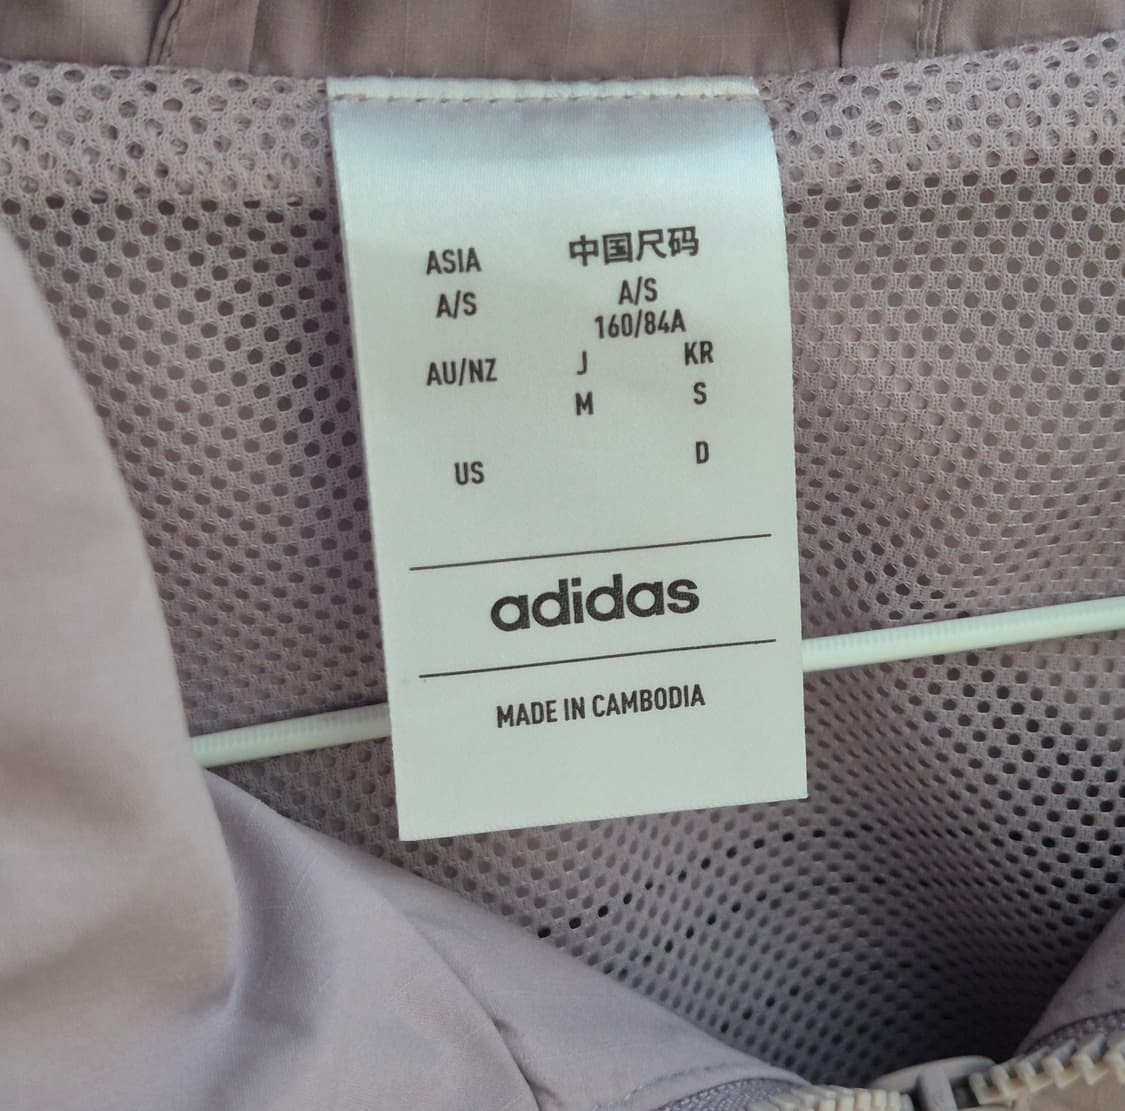 ASIA 中国尺码
A/S A/S
160/84A
AU/NZ J KR
M S
US D
adidas
MADE IN CAMBODIA